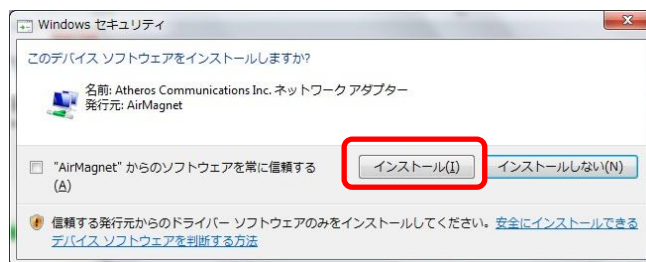 Windows セキュリティ
このデバイス ソフトウェアをインストールしますか?
名前: Atheros Communications Inc. ネットワーク アダプター
発行元: AirMagnet
"AirMagnet" からのソフトウェアを常に信頼する
(A)
インストール(I)
インストールしない(N)
信頼する発行元からのドライバー ソフトウェアのみをインストールしてください。安全にインストールできる
デバイス ソフトウェアを判断する方法